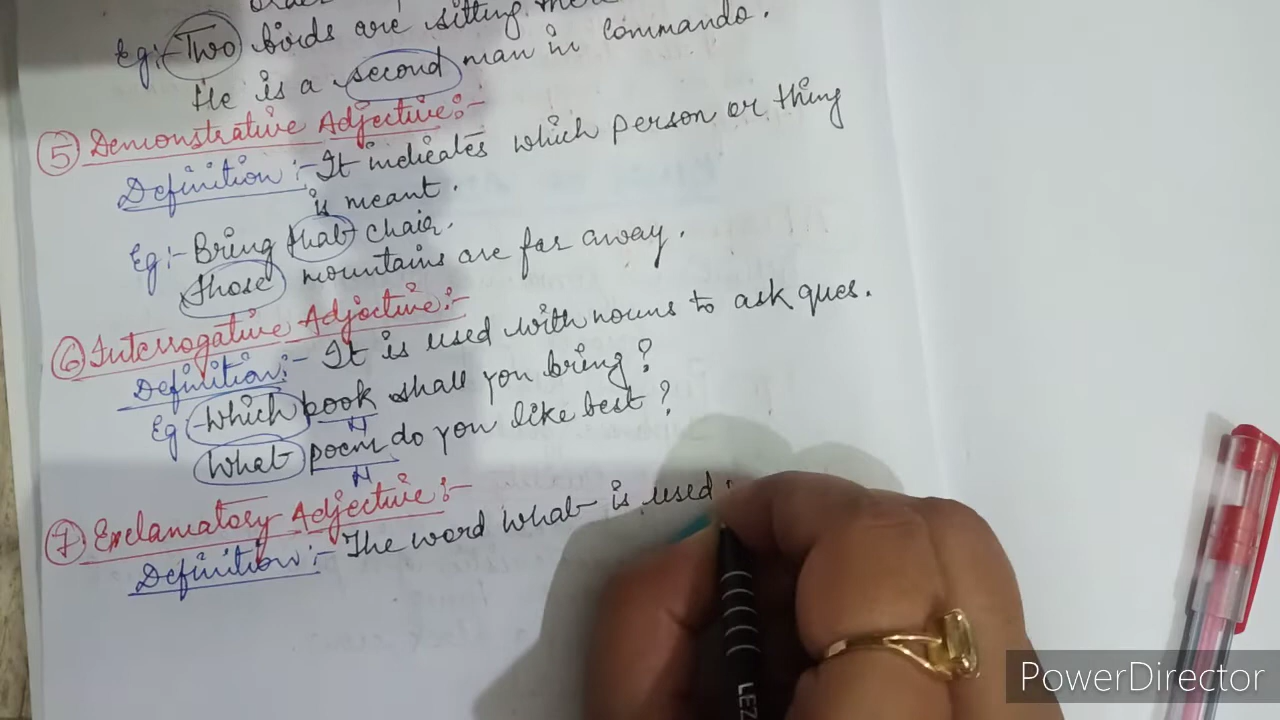 Eg:- Two birds are sitting there
He is a second man in commando.
⑤ Demonstrative Adjective:-
Definition:- It indicates which person or thing
is meant.
Eg:- Bring that chair.
those mountains are far away.
⑥ Interrogative Adjective:-
Definition:- It is used with nouns to ask ques.
Eg:- Which book shall you bring?
N
What poem do you like best?
N
⑦ Exclamatory Adjective:-
Definition:- The word what is used
LEZ
PowerDirector